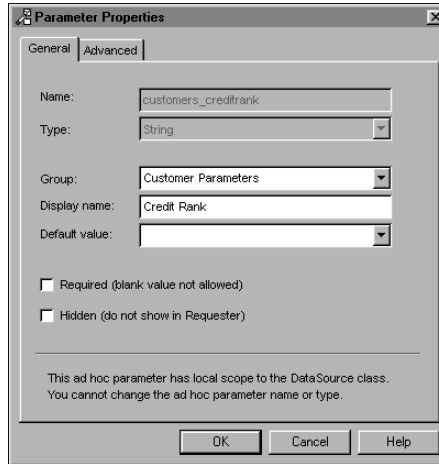 Parameter Properties
General Advanced
Name: customers_creditrank
Type: String
Group: Customer Parameters
Display name: Credit Rank
Default value:
Required (blank value not allowed)
Hidden (do not show in Requester)
This ad hoc parameter has local scope to the DataSource class.
You cannot change the ad hoc parameter name or type.
OK Cancel Help